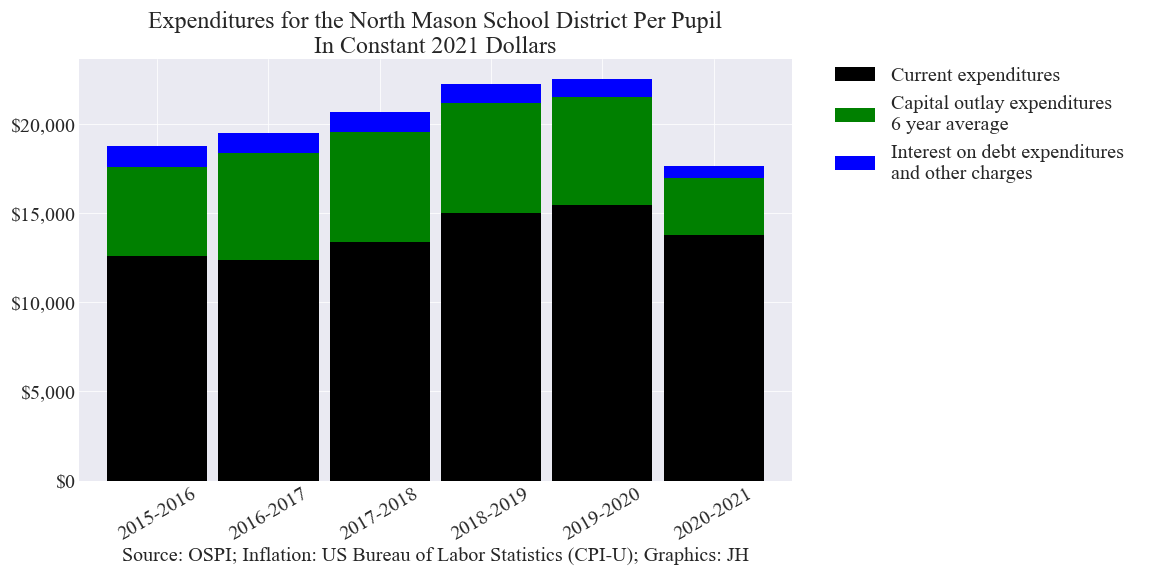 Expenditures for the North Mason School District Per Pupil
In Constant 2021 Dollars
Current expenditures
Capital outlay expenditures
6 year average
Interest on debt expenditures
and other charges
$20,000
$15,000
$10,000
$5,000
$0
2015-2016
2016-2017
2017-2018
2018-2019
2019-2020
2020-2021
Source: OSPI; Inflation: US Bureau of Labor Statistics (CPI-U); Graphics: JH